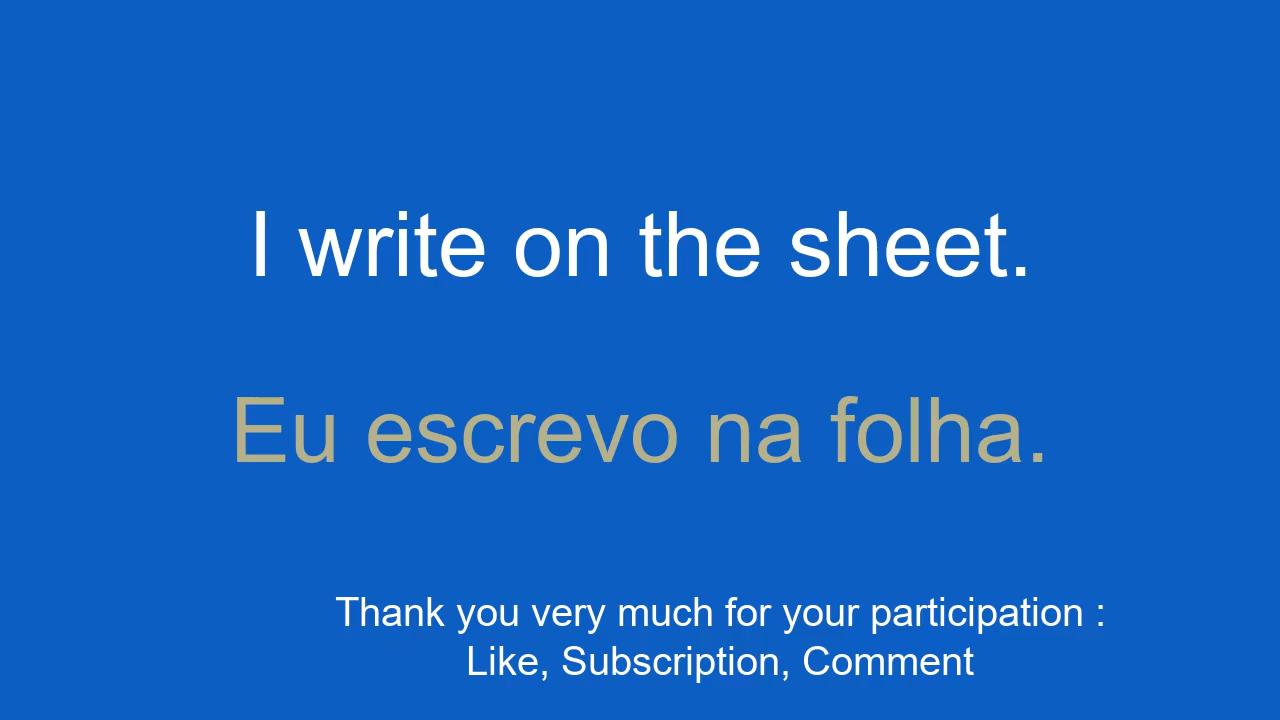 I write on the sheet.
Eu escrevo na folha.
Thank you very much for your participation :
Like, Subscription, Comment